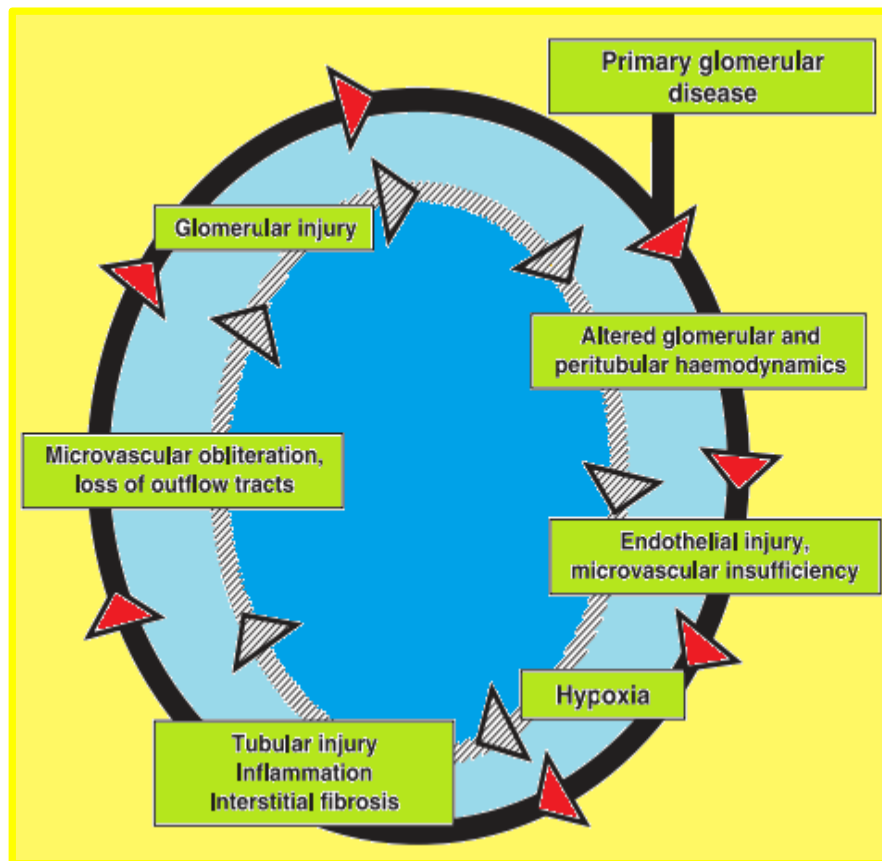 Primary glomerular
disease
Glomerular injury
Altered glomerular and
peritubular haemodynamics
Microvascular obliteration,
loss of outflow tracts
Endothelial injury,
microvascular insufficiency
Hypoxia
Tubular injury
Inflammation
Interstitial fibrosis